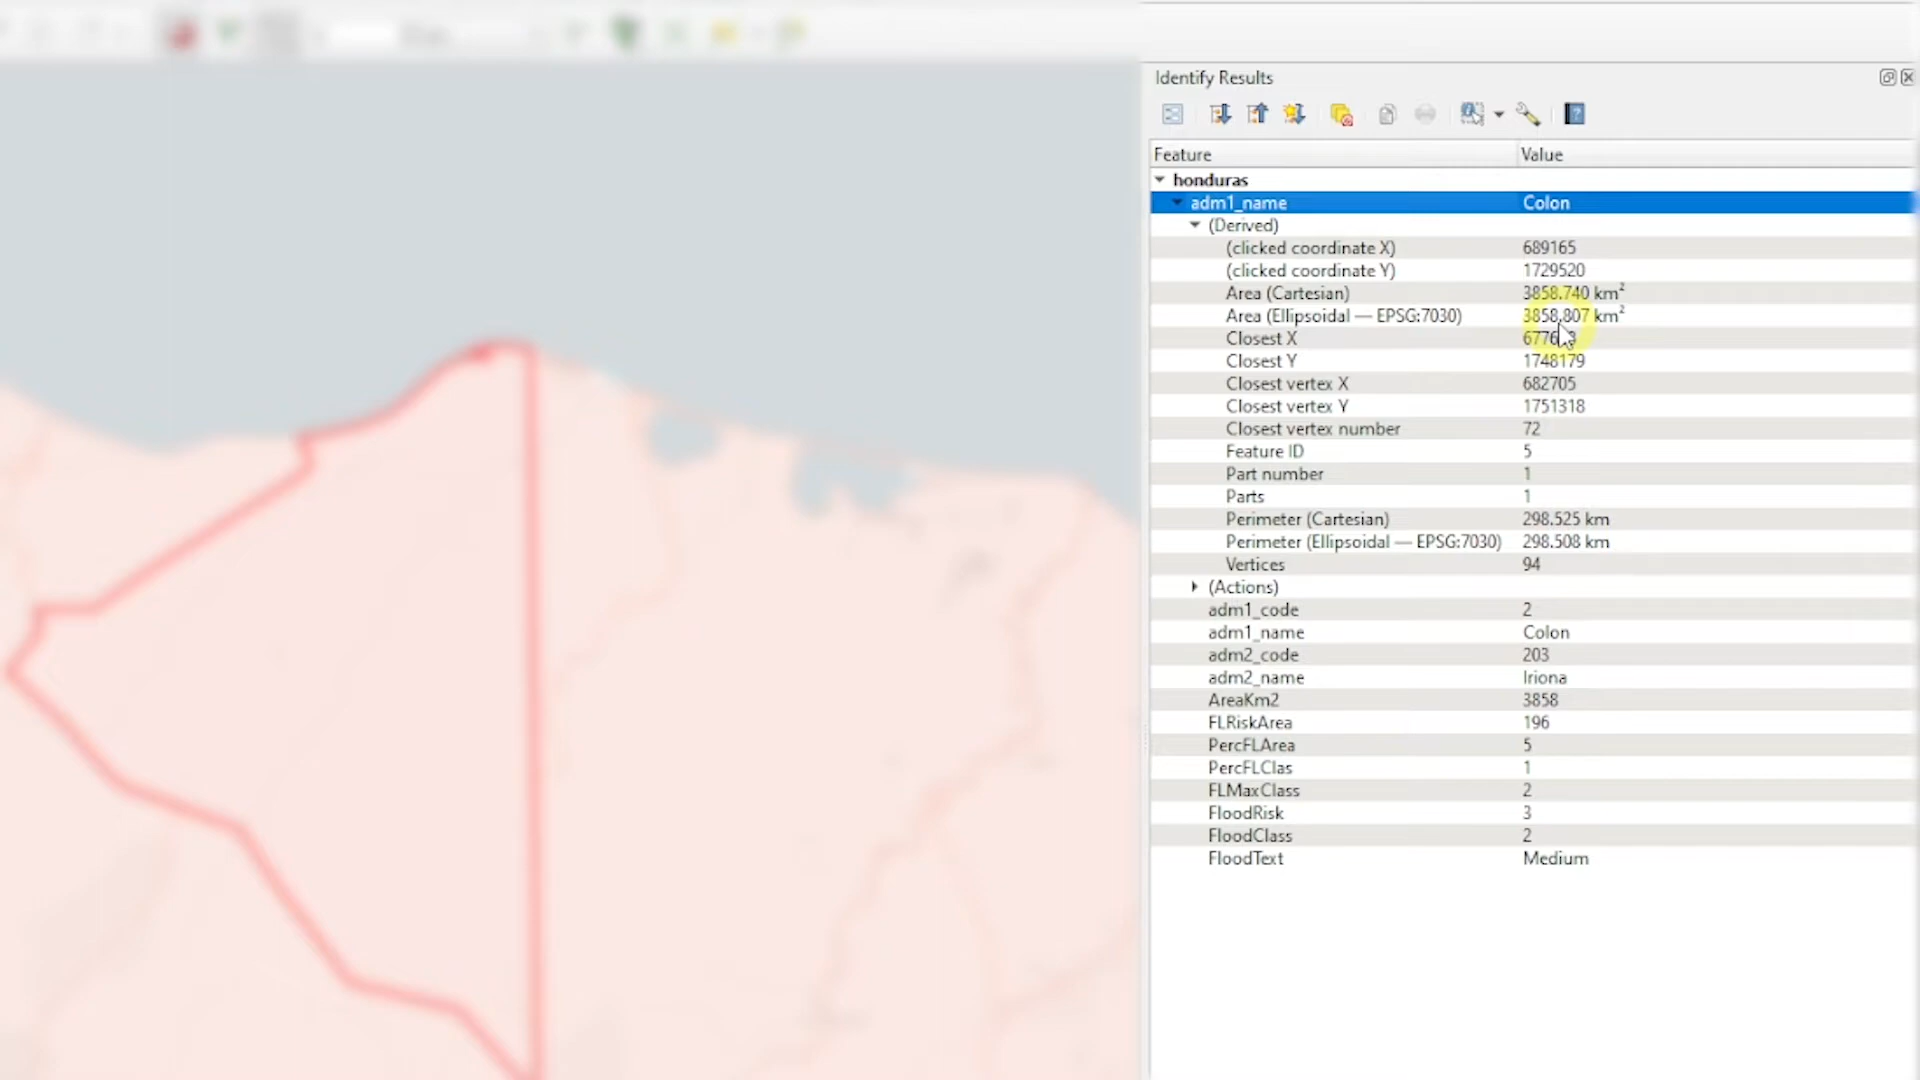 Identify Results
Feature Value
honduras
adm1_name Colon
(Derived)
(clicked coordinate X) 689165
(clicked coordinate Y) 1729520
Area (Cartesian) 3858.740 km²
Area (Ellipsoidal — EPSG:7030) 3858.807 km²
Closest X
Closest Y 1748179
Closest vertex X 682705
Closest vertex Y 1751318
Closest vertex number 72
Feature ID 5
Part number 1
Parts 1
Perimeter (Cartesian) 298.525 km
Perimeter (Ellipsoidal — EPSG:7030) 298.508 km
Vertices 94
(Actions)
adm1_code 2
adm1_name Colon
adm2_code 203
adm2_name Iriona
AreaKm2 3858
FLRiskArea 196
PercFLArea 5
PercFLClas 1
FLMaxClass 2
FloodRisk 3
FloodClass 2
FloodText Medium